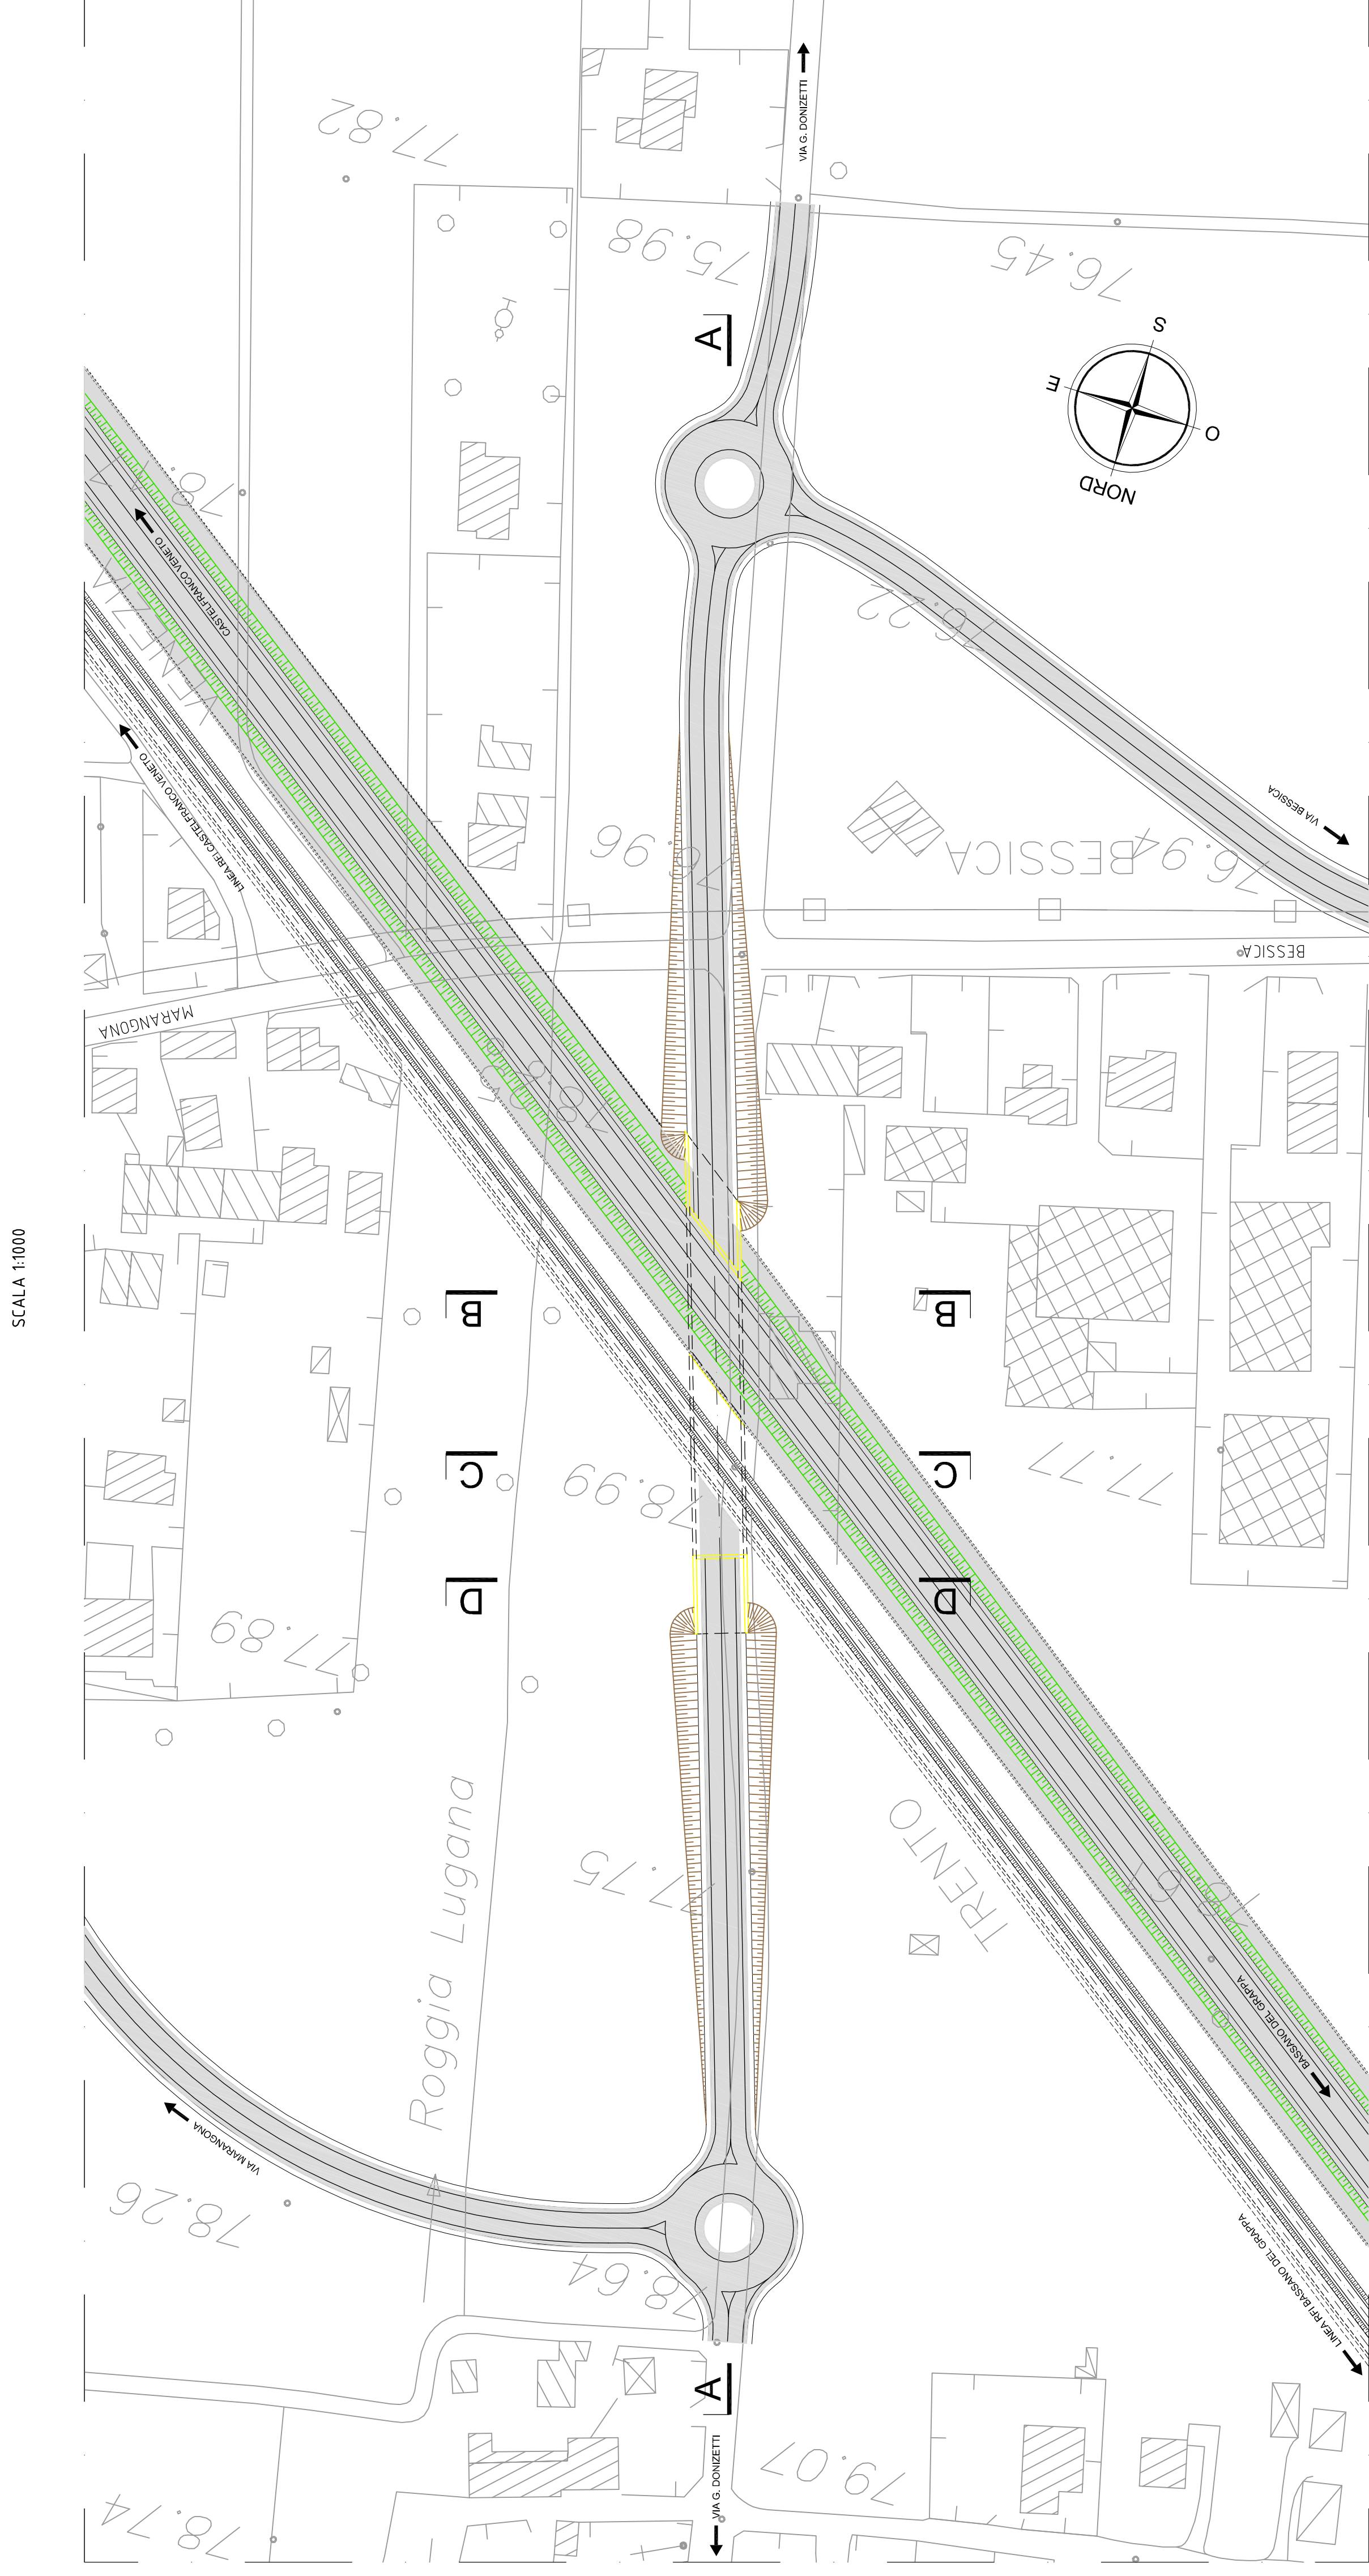 VIA G. DONIZETTI
77.82
75.98
76.45
A
S
E
O
NORD
CASTELFRANCO VENETO
76.22
LINEA RFI CASTELFRANCO VENETO
VIA BESSICA
76.96
BESSICA
76.94
BESSICA
MARANGONA
SCALA 1:1000
B
B
C
C
77.77
78.99
D
D
77.89
Roggia Lugana
77.75
TRENTO
BASSANO DEL GRAPPA
VIA MARANGONA
78.26
78.64
LINEA RFI BASSANO DEL GRAPPA
A
VIA G. DONIZETTI
79.07
78.74